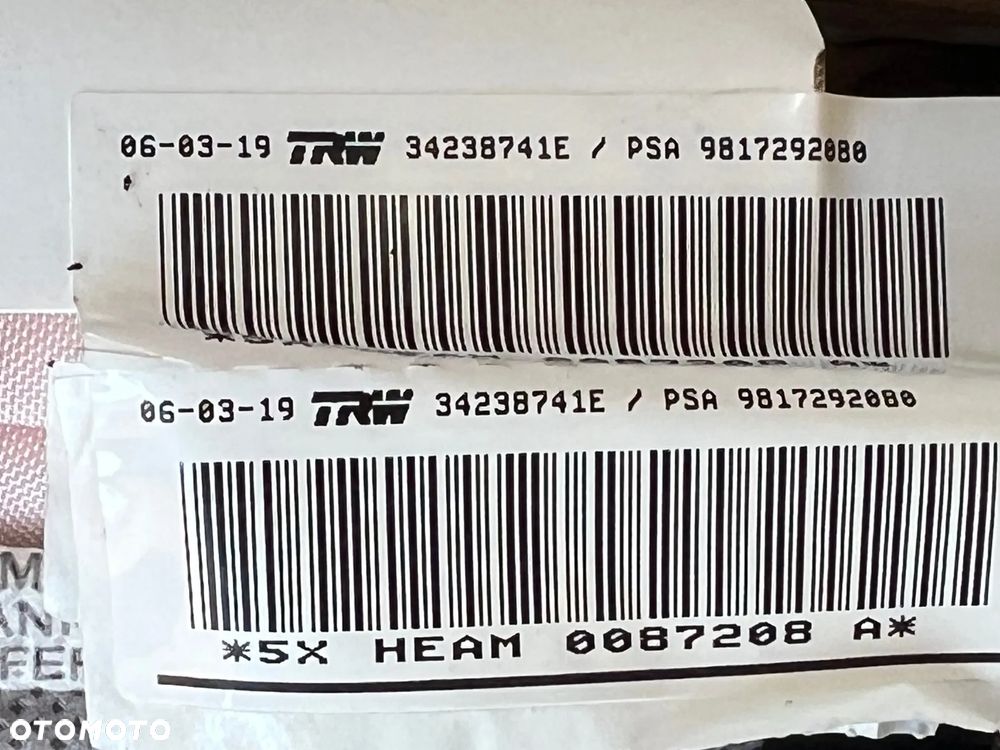 06-03-19 TRW 34238741E / PSA 9817292080
06-03-19 TRW 34238741E / PSA 9817292080
*5X HEAM 0087208 A*
OTOMOTO